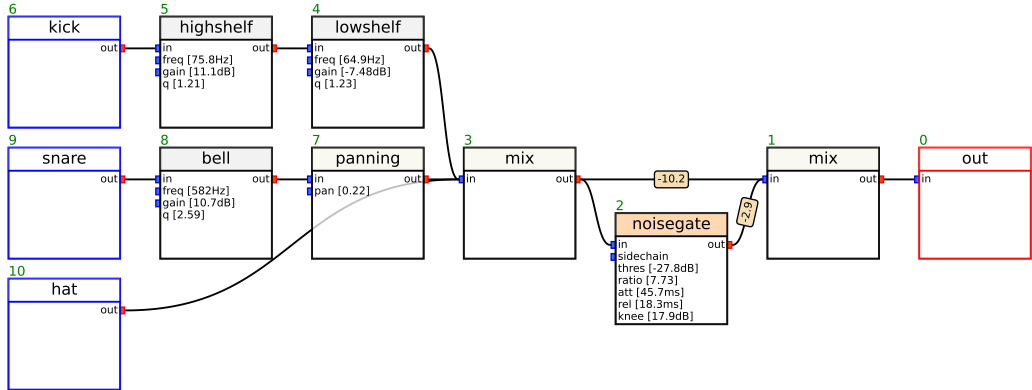 6
kick
out
5
highshelf
in out
freq [75.8Hz]
gain [11.1dB]
q [1.21]
4
lowshelf
in out
freq [64.9Hz]
gain [-7.48dB]
q [1.23]
9
snare
out
8
bell
in out
freq [582Hz]
gain [10.7dB]
q [2.59]
7
panning
in out
pan [0.22]
3
mix
in out
-10.2
2
noisegate
in out
sidechain
thres [-27.8dB]
ratio [7.73]
att [45.7ms]
rel [18.3ms]
knee [17.9dB]
-2.9
1
mix
in out
0
out
in
10
hat
out